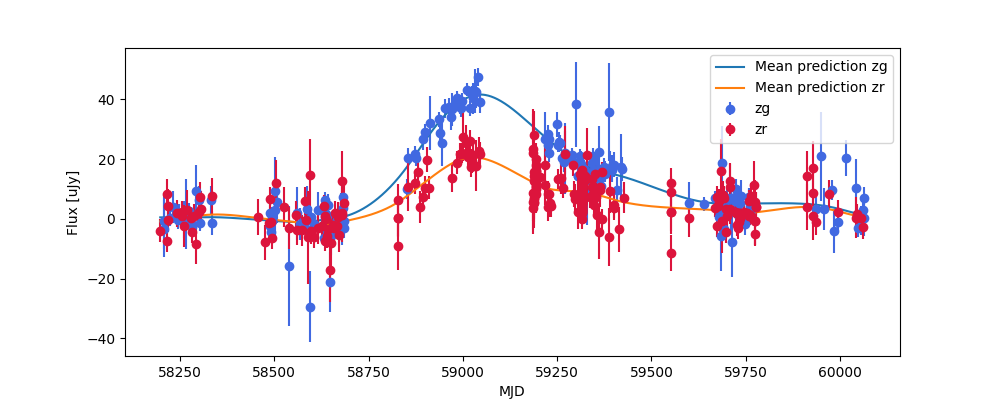 Mean prediction zg
Mean prediction zr
zg
zr
Flux [uJy]
40
20
0
−20
−40
58250
58500
58750
59000
59250
59500
59750
60000
MJD